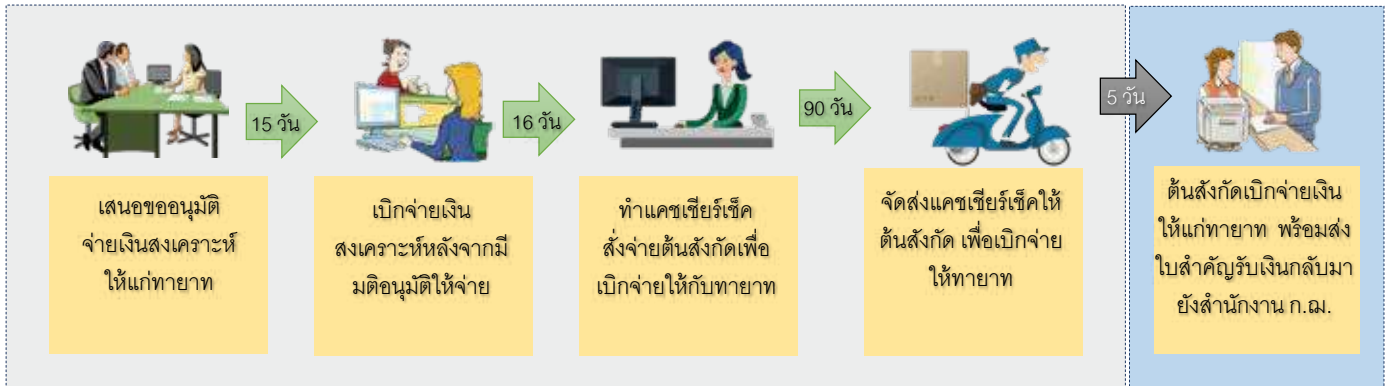 15 วัน
16 วัน
90 วัน
5 วัน
เสนอขออนุมัติ
จ่ายเงินสงเคราะห์
ให้แก่ทายาท
เบิกจ่ายเงิน
สงเคราะห์หลังจากมี
มติอนุมัติให้จ่าย
ทำแคชเชียร์เช็ค
สั่งจ่ายต้นสังกัดเพื่อ
เบิกจ่ายให้กับทายาท
จัดส่งแคชเชียร์เช็คให้
ต้นสังกัด เพื่อเบิกจ่าย
ให้ทายาท
ต้นสังกัดเบิกจ่ายเงิน
ให้แก่ทายาท พร้อมส่ง
ใบสำคัญรับเงินกลับมา
ยังสำนักงาน ก.ฌ.